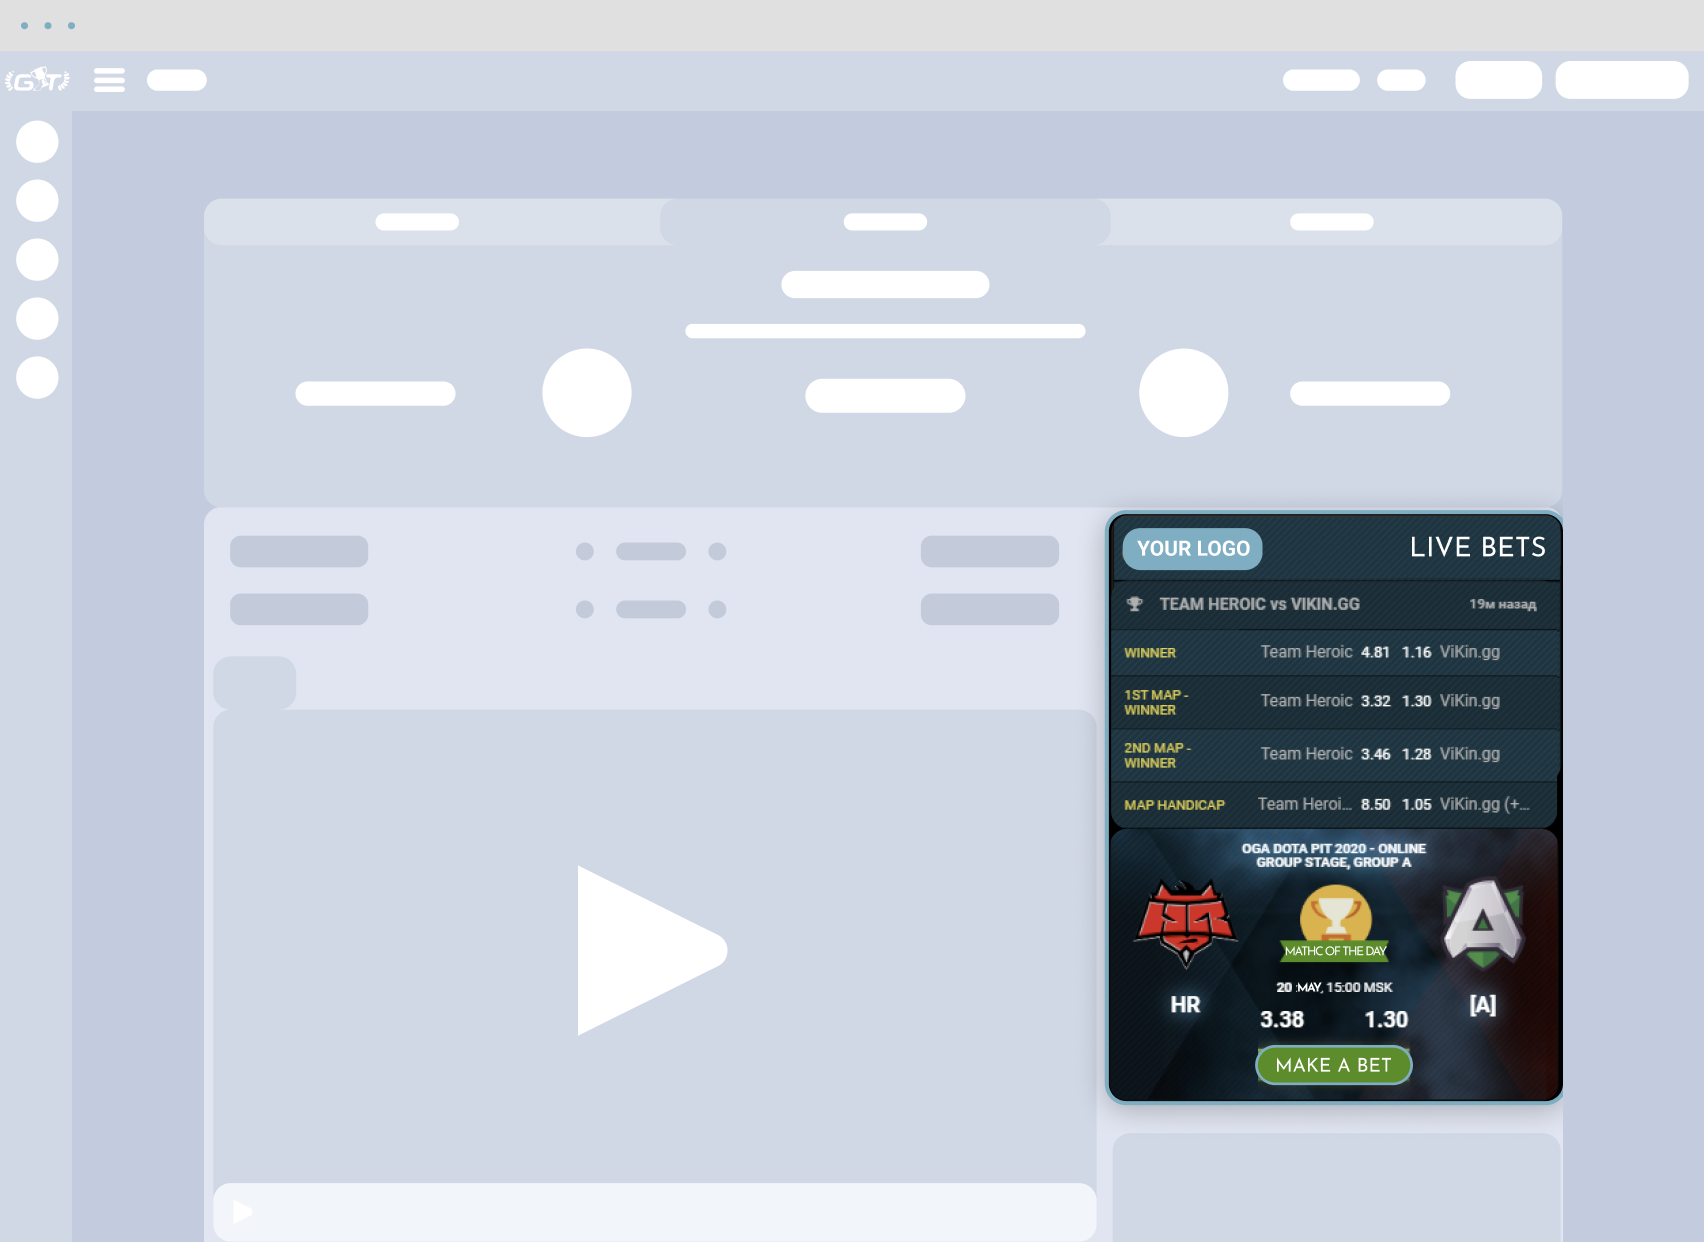 GT
YOUR LOGO
LIVE BETS
TEAM HEROIC vs VIKIN.GG 19м назад
WINNER Team Heroic 4.81 1.16 ViKin.gg
1ST MAP -
WINNER
Team Heroic 3.32 1.30 ViKin.gg
2ND MAP -
WINNER
Team Heroic 3.46 1.28 ViKin.gg
MAP HANDICAP Team Heroi... 8.50 1.05 ViKin.gg (+...
OGA DOTA PIT 2020 - ONLINE
GROUP STAGE, GROUP A
HR
A
MATHC OF THE DAY
20 MAY, 15:00 MSK
HR
[A]
3.38 1.30
MAKE A BET